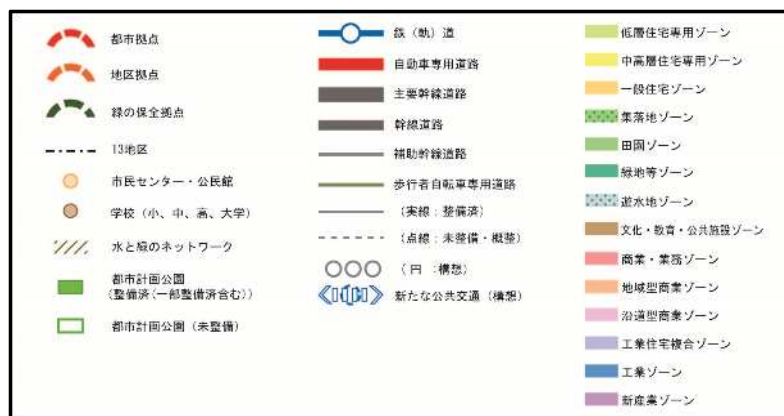 都市拠点
地区拠点
緑の保全拠点
13地区
市民センター・公民館
学校（小、中、高、大学）
水と緑のネットワーク
都市計画公園
（整備済（一部整備済含む））
都市計画公園（未整備）
鉄（軌）道
自動車専用道路
主要幹線道路
幹線道路
補助幹線道路
歩行者自転車専用道路
（実線：整備済）
（点線：未整備・概整）
（円　：構想）
新たな公共交通（構想）
低層住宅専用ゾーン
中高層住宅専用ゾーン
一般住宅ゾーン
集落地ゾーン
田園ゾーン
緑地等ゾーン
遊水地ゾーン
文化・教育・公共施設ゾーン
商業・業務ゾーン
地域型商業ゾーン
沿道型商業ゾーン
工業住宅複合ゾーン
工業ゾーン
新産業ゾーン